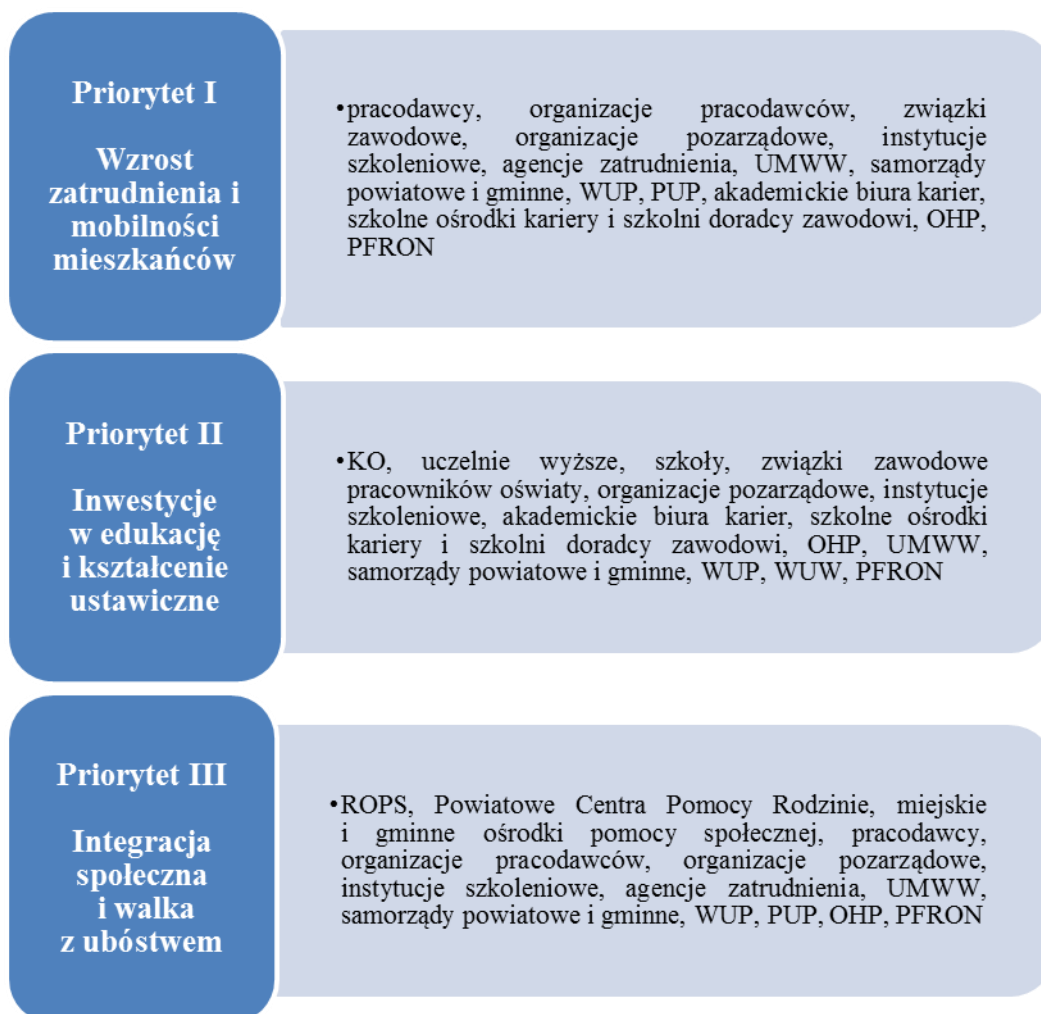 Priorytet I
Wzrost
zatrudnienia i
mobilności
mieszkańców
•pracodawcy, organizacje pracodawców, związki
zawodowe, organizacje pozarządowe, instytucje
szkoleniowe, agencje zatrudnienia, UMWW, samorządy
powiatowe i gminne, WUP, PUP, akademickie biura karier,
szkolne ośrodki kariery i szkolni doradcy zawodowi, OHP,
PFRON
Priorytet II
Inwestycje
w edukację
i kształcenie
ustawiczne
•KO, uczelnie wyższe, szkoły, związki zawodowe
pracowników oświaty, organizacje pozarządowe, instytucje
szkoleniowe, akademickie biura karier, szkolne ośrodki
kariery i szkolni doradcy zawodowi, OHP, UMWW,
samorządy powiatowe i gminne, WUP, WUW, PFRON
Priorytet III
Integracja
społeczna
i walka
z ubóstwem
•ROPS, Powiatowe Centra Pomocy Rodzinie, miejskie
i gminne ośrodki pomocy społecznej, pracodawcy,
organizacje pracodawców, organizacje pozarządowe,
instytucje szkoleniowe, agencje zatrudnienia, UMWW,
samorządy powiatowe i gminne, WUP, PUP, OHP, PFRON